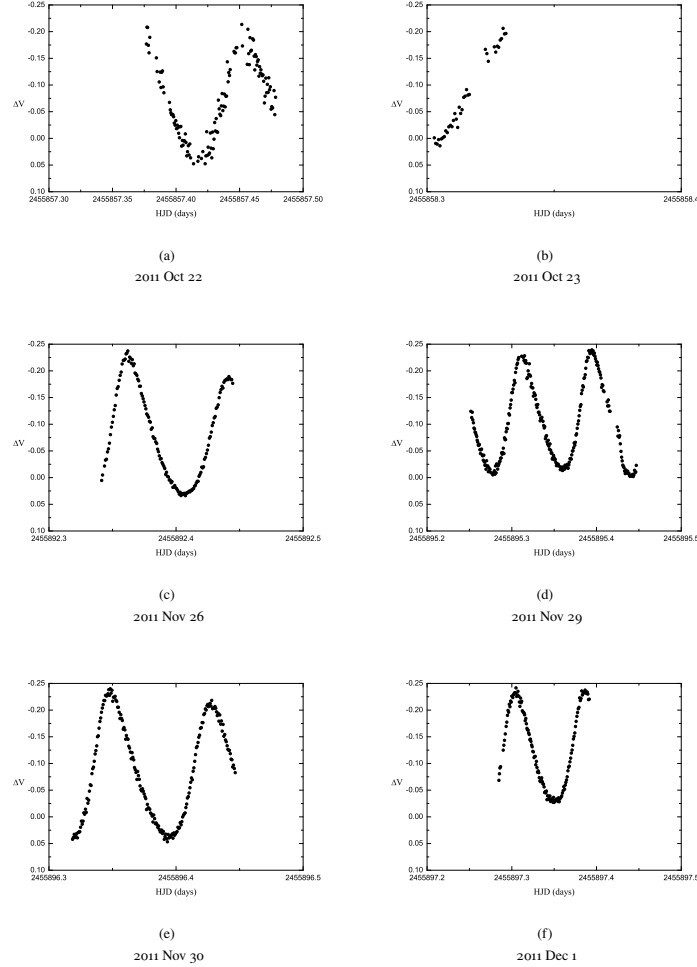 -0.25
-0.20
-0.15
-0.10
-0.05
0.00
0.05
0.10
ΔV
2455857.30 2455857.35 2455857.40 2455857.45 2455857.50
HJD (days)
(a)
2011 Oct 22
-0.25
-0.20
-0.15
-0.10
-0.05
0.00
0.05
0.10
ΔV
2455858.3 2455858.4
HJD (days)
(b)
2011 Oct 23
-0.25
-0.20
-0.15
-0.10
-0.05
0.00
0.05
0.10
ΔV
2455892.3 2455892.4 2455892.5
HJD (days)
(c)
2011 Nov 26
-0.25
-0.20
-0.15
-0.10
-0.05
0.00
0.05
0.10
ΔV
2455895.2 2455895.3 2455895.4 2455895.5
HJD (days)
(d)
2011 Nov 29
-0.25
-0.20
-0.15
-0.10
-0.05
0.00
0.05
0.10
ΔV
2455896.3 2455896.4 2455896.5
HJD (days)
(e)
2011 Nov 30
-0.25
-0.20
-0.15
-0.10
-0.05
0.00
0.05
0.10
ΔV
2455897.2 2455897.3 2455897.4 2455897.5
HJD (days)
(f)
2011 Dec 1